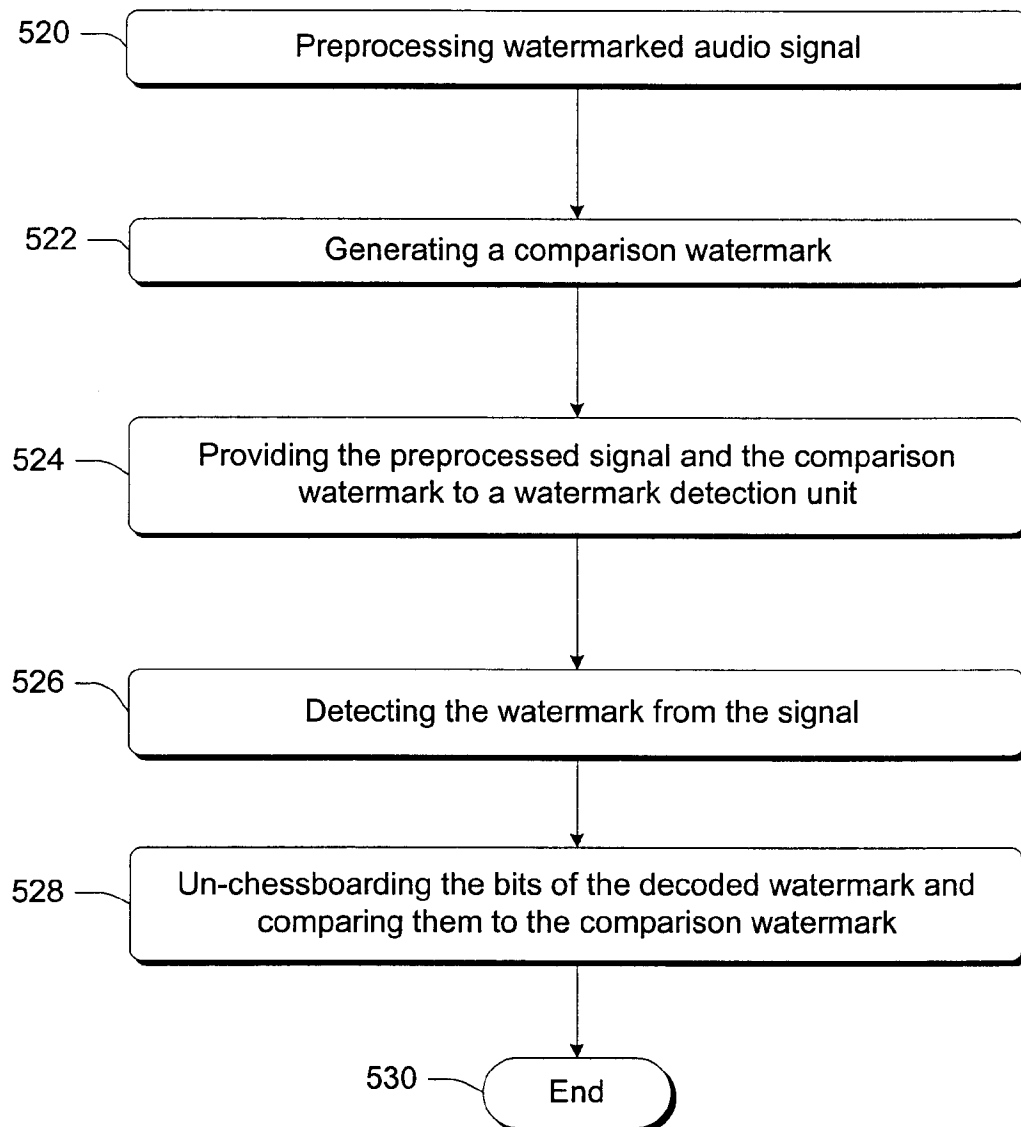 520
Preprocessing watermarked audio signal
522
Generating a comparison watermark
524
Providing the preprocessed signal and the comparison
watermark to a watermark detection unit
526
Detecting the watermark from the signal
528
Un-chessboarding the bits of the decoded watermark and
comparing them to the comparison watermark
530
End